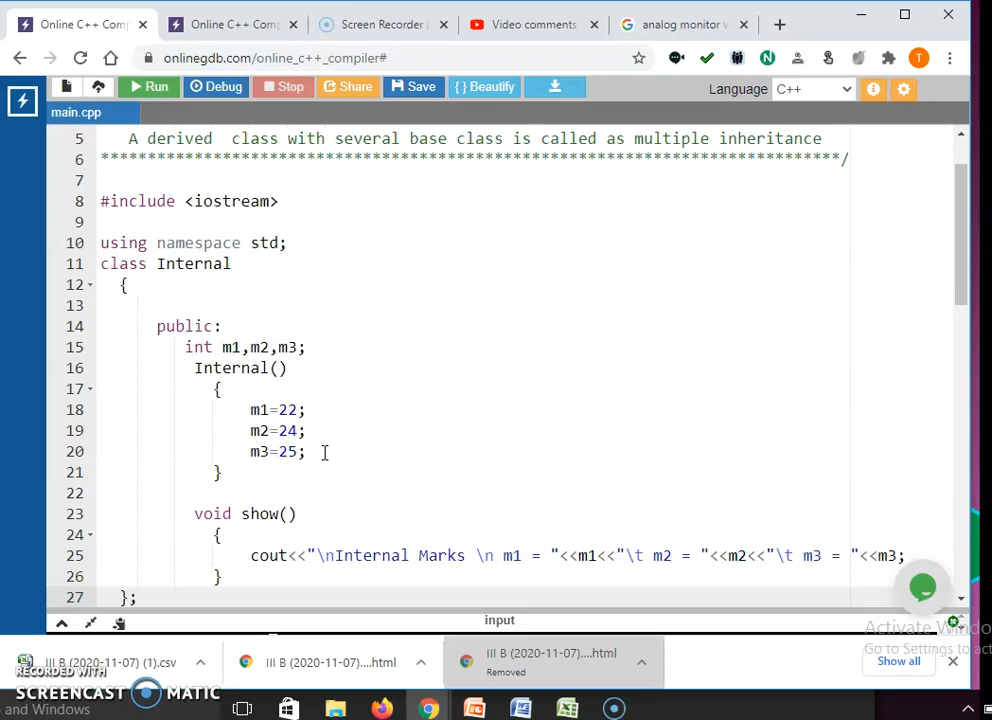 Online C++ Comp
Online C++ Comp
Screen Recorder
Video comments
analog monitor v
onlinegdb.com/online_c++_compiler#
T
Run
Debug
Stop
Share
Save
{ } Beautify
Language
C++
main.cpp
5 A derived  class with several base class is called as multiple inheritance
6 *******************************************************************************/
7
8 #include <iostream>
9
10 using namespace std;
11 class Internal
12 {
13
14 public:
15 int m1,m2,m3;
16 Internal()
17 {
18 m1=22;
19 m2=24;
20 m3=25;
21 }
22
23 void show()
24 {
25 cout<<"\nInternal Marks \n m1 = "<<m1<<"\t m2 = "<<m2<<"\t m3 = "<<m3;
26 }
27 };
input
Activate Windo
Go to Settings to act
III B (2020-11-07) (1).csv
III B (2020-11-07)....html
III B (2020-11-07)....html
Removed
Show all
RECORDED WITH
SCREENCAST MATIC
and Windows